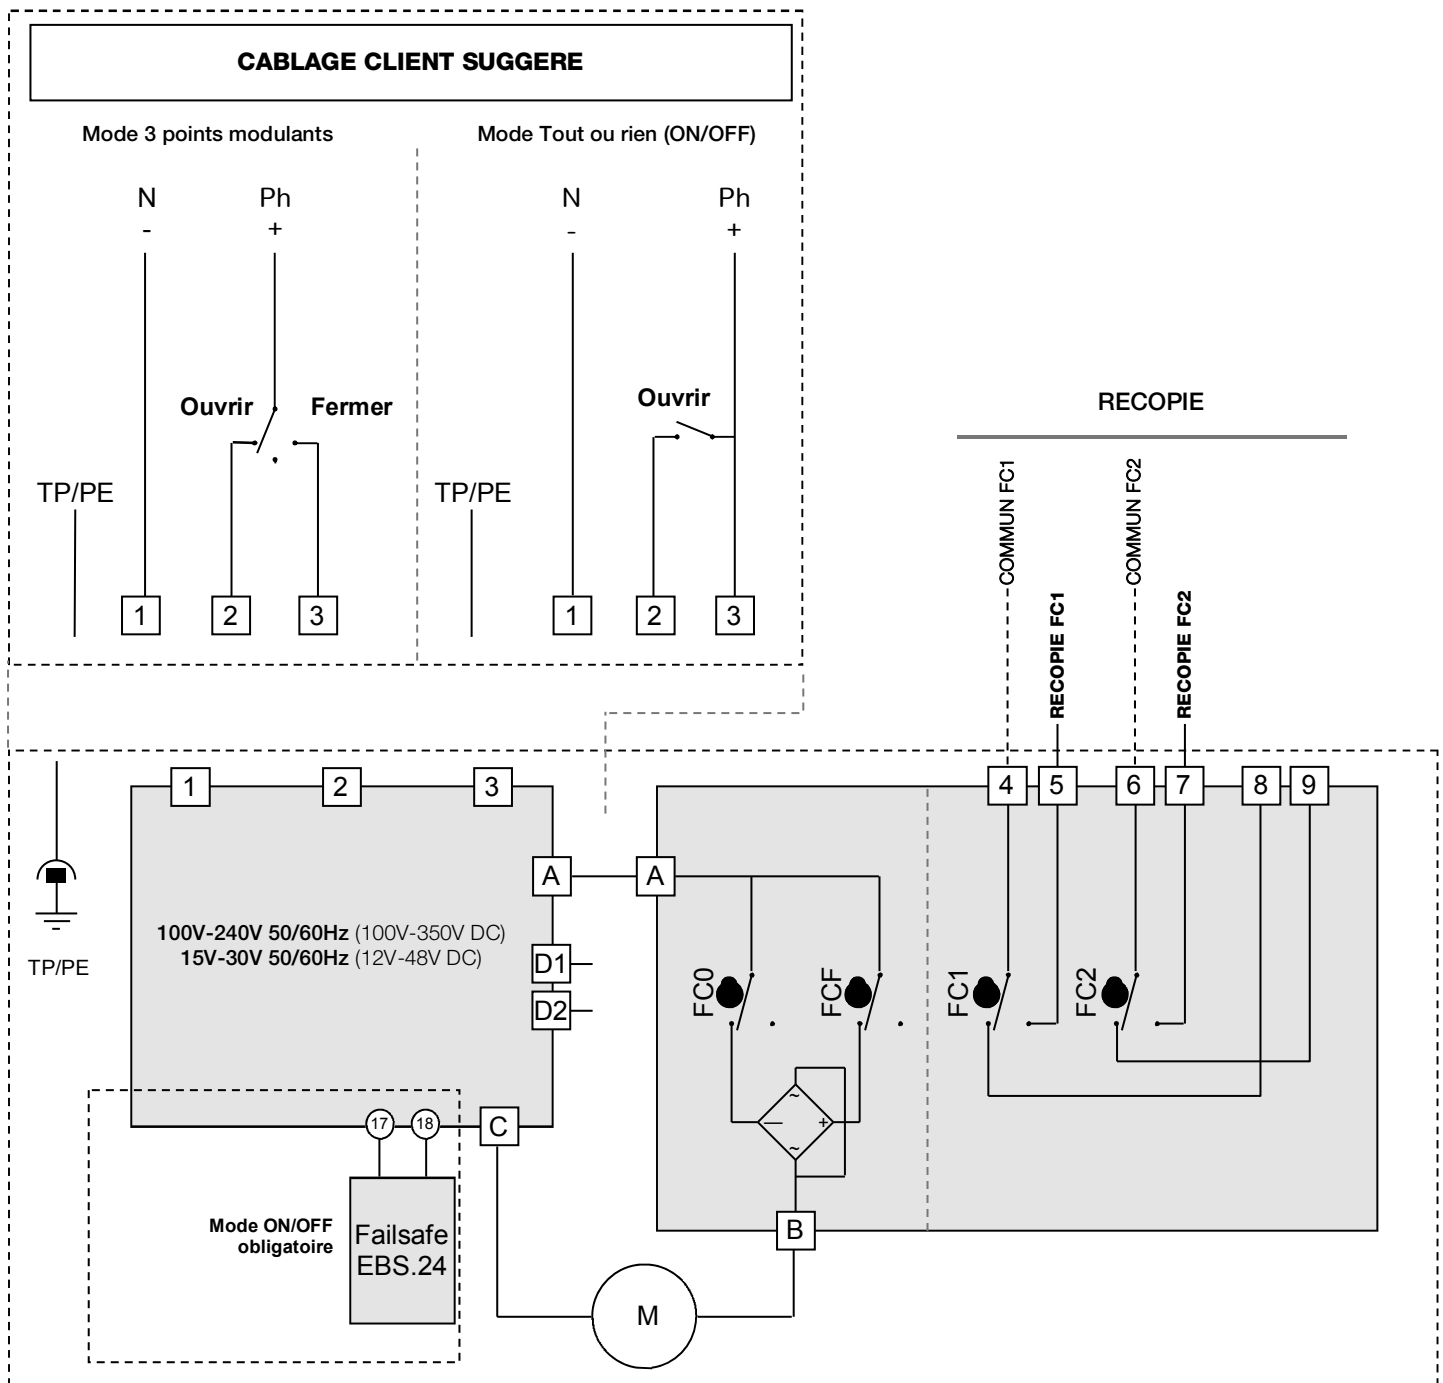 CABLAGE CLIENT SUGGERE
Mode 3 points modulants
Mode Tout ou rien (ON/OFF)
N
Ph
N
Ph
-
+
-
+
Ouvrir
Fermer
Ouvrir
TP/PE
TP/PE
1
2
3
1
2
3
RECOPIE
COMMUN FC1
RECOPIE FC1
COMMUN FC2
RECOPIE FC2
1
2
3
4
5
6
7
8
9
A
A
100V-240V 50/60Hz (100V-350V DC)
15V-30V 50/60Hz (12V-48V DC)
TP/PE
D1
D2
FC0
FCF
FC1
FC2
~
—
+
~
17
18
C
Mode ON/OFF
obligatoire
Failsafe
EBS.24
B
M